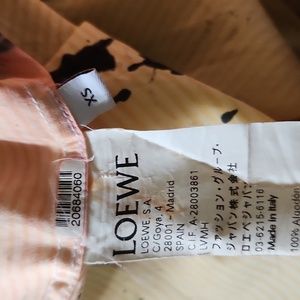 XS
20684060
LOEWE
LOEWE, S.A.
C/Goya, 4
28001 - Madrid
SPAIN
C.I.F. A-28003861
LVMH
ファッション・グループ・
ジャパン株式会社
ロエベジャパン
03-6215-6116
Made in Italy
100%